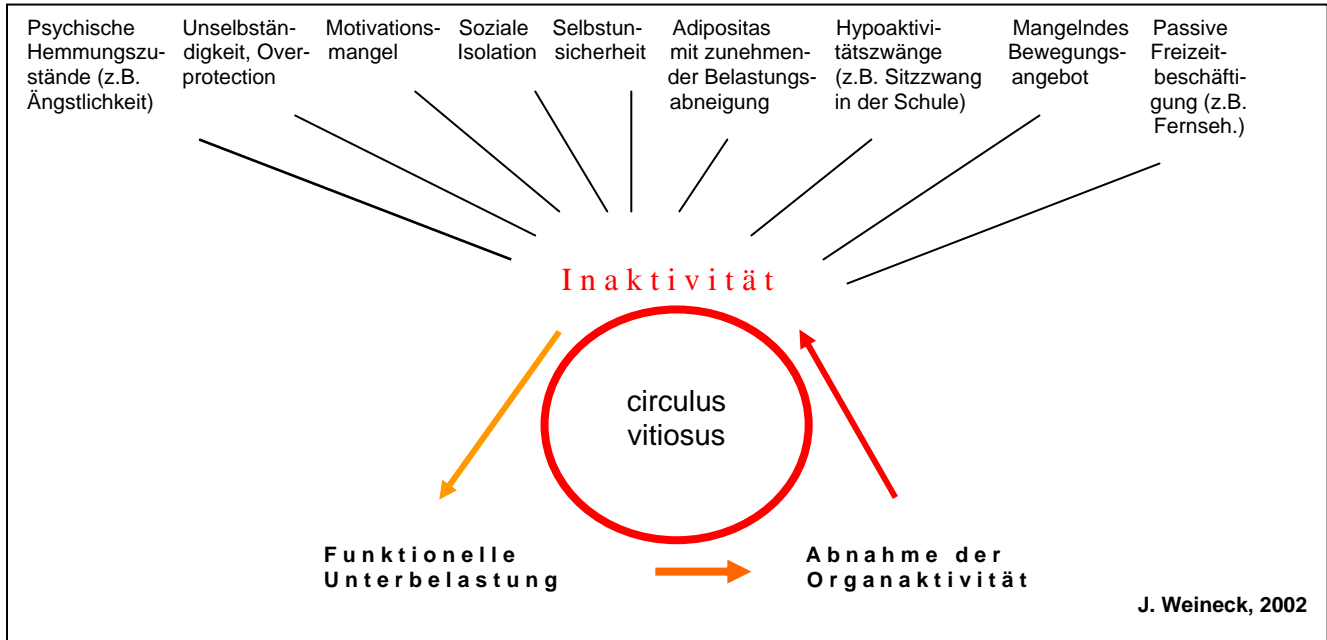 Psychische
Hemmungszu-
stände (z.B.
Ängstlichkeit)
Unselbstän-
digkeit, Over-
protection
Motivations-
mangel
Soziale
Isolation
Selbstun-
sicherheit
Adipositas
mit zunehmen-
der Belastungs-
abneigung
Hypoaktivi-
tätszwänge
(z.B. Sitzzwang
in der Schule)
Mangelndes
Bewegungs-
angebot
Passive
Freizeit-
beschäfti-
gung (z.B.
Fernseh.)
Inaktivität
circulus
vitiosus
Funktionelle
Unterbelastung
Abnahme der
Organaktivität
J. Weineck, 2002